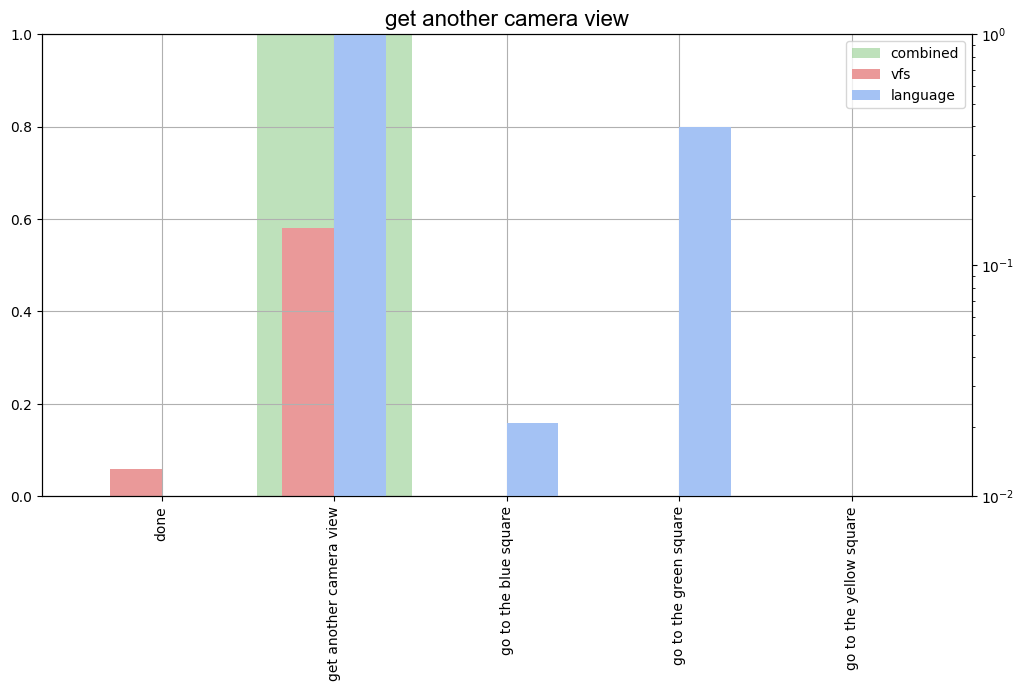 get another camera view
1.0
0.8
0.6
0.4
0.2
0.0
10⁰
10⁻¹
10⁻²
combined
vfs
language
done
get another camera view
go to the blue square
go to the green square
go to the yellow square